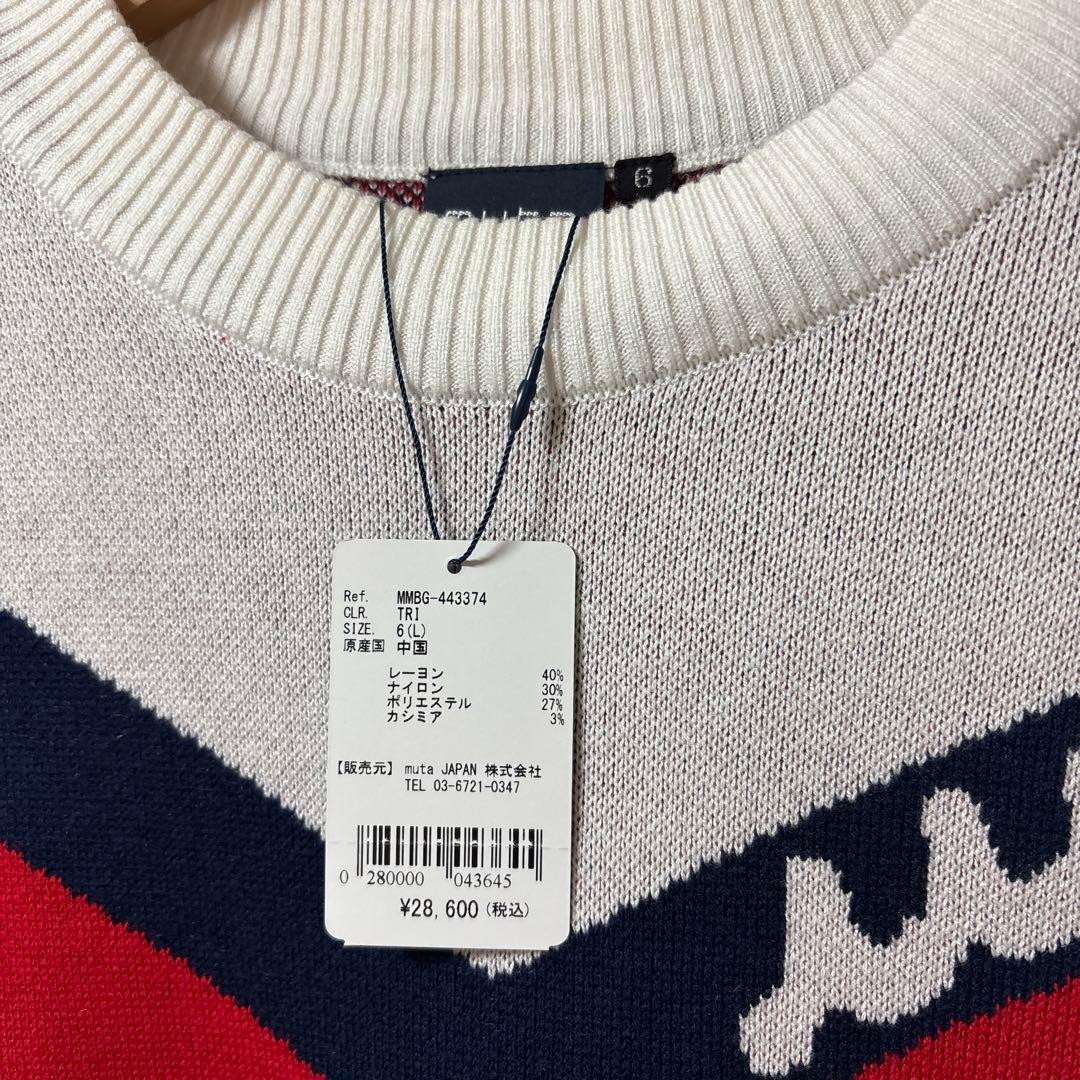 6
Ref. MMBG-443374
CLR. TRI
SIZE. 6(L)
原産国 中国
レーヨン 40%
ナイロン 30%
ポリエステル 27%
カシミア 3%
【販売元】 muta JAPAN 株式会社
TEL 03-6721-0347
0 280000 043645
¥28,600(税込)